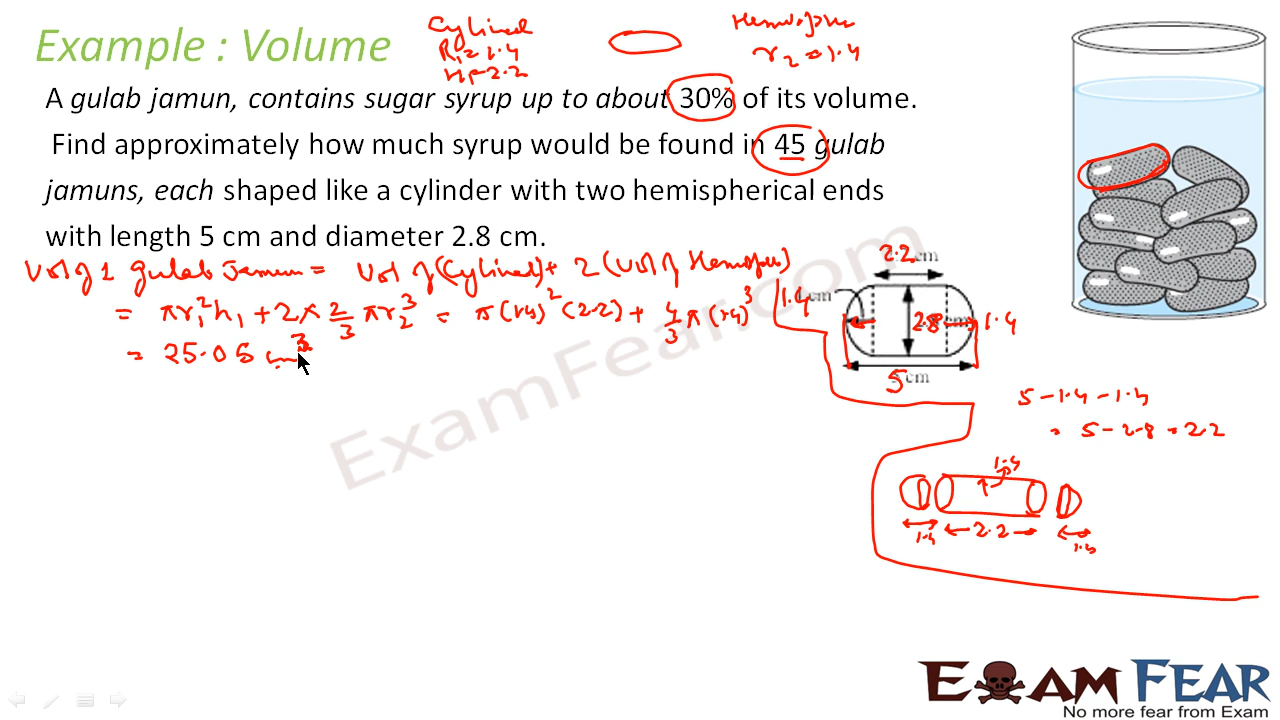 Example : Volume
Cylined
R1=1.4
H1=2.2
r2=1.4
A gulab jamun, contains sugar syrup up to about 30% of its volume.
Find approximately how much syrup would be found in 45 gulab
jamuns, each shaped like a cylinder with two hemispherical ends
with length 5 cm and diameter 2.8 cm.
Vol of 1 gulab Jamun = Vol of (Cylined) + 2 (Vol of
= πr₁²h₁ + 2 × 2/3 πr₂³ = π(1.4)²(2.2) + 4/3 π(1.4)³
= 25.05 cm³
2.2 cm
1.4 cm
2.8
1.4
5 cm
5 - 1.4 - 1.4
= 5 - 2.8 = 2.2
1.4
1.4 2.2 1.4
ExamFear.com
EXAM FEAR
No more fear from Exam